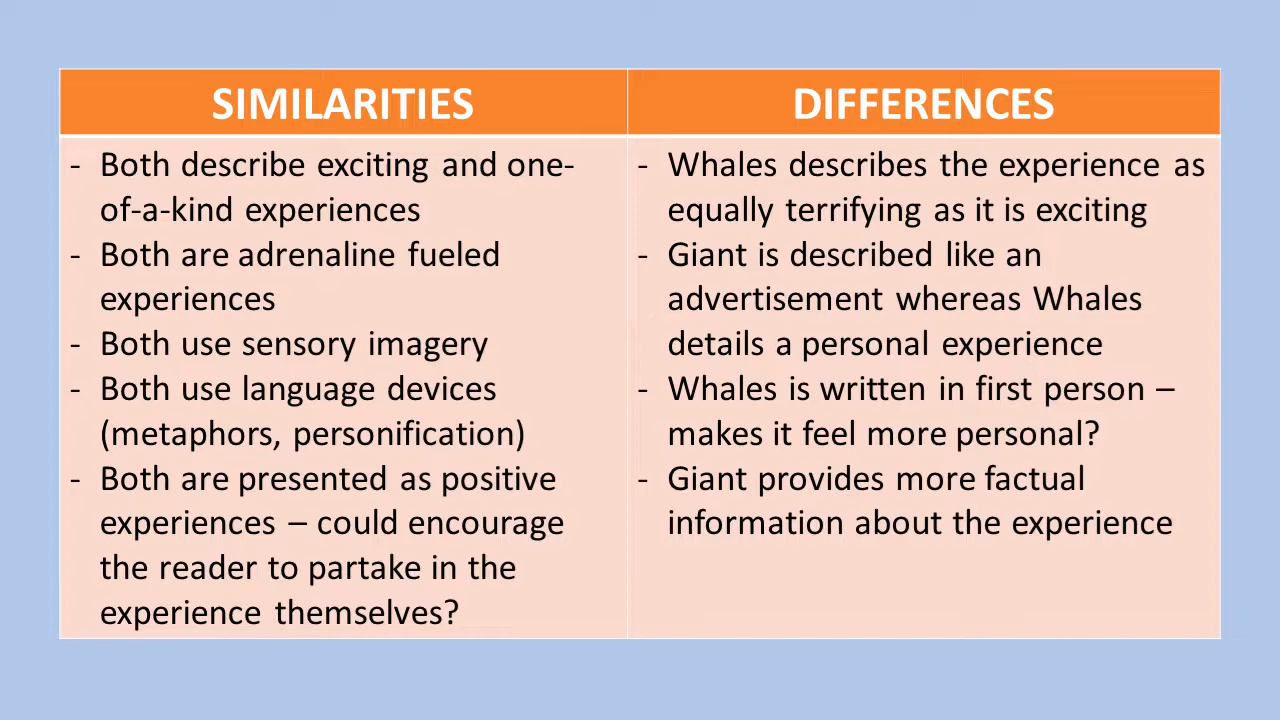 SIMILARITIES
- Both describe exciting and one-
of-a-kind experiences
- Both are adrenaline fueled
experiences
- Both use sensory imagery
- Both use language devices
(metaphors, personification)
- Both are presented as positive
experiences – could encourage
the reader to partake in the
experience themselves?
DIFFERENCES
- Whales describes the experience as
equally terrifying as it is exciting
- Giant is described like an
advertisement whereas Whales
details a personal experience
- Whales is written in first person –
makes it feel more personal?
- Giant provides more factual
information about the experience